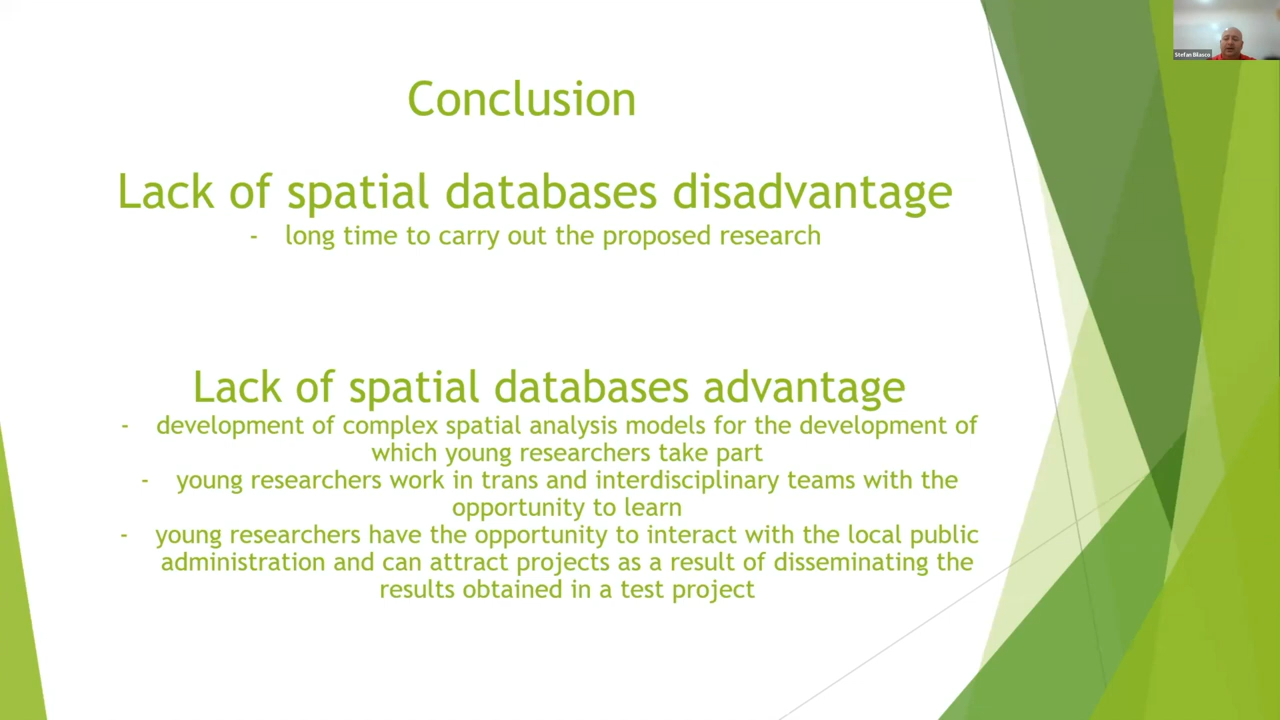 Stefan Bilasco
Conclusion
Lack of spatial databases disadvantage
- long time to carry out the proposed research
Lack of spatial databases advantage
- development of complex spatial analysis models for the development of
which young researchers take part
- young researchers work in trans and interdisciplinary teams with the
opportunity to learn
- young researchers have the opportunity to interact with the local public
administration and can attract projects as a result of disseminating the
results obtained in a test project